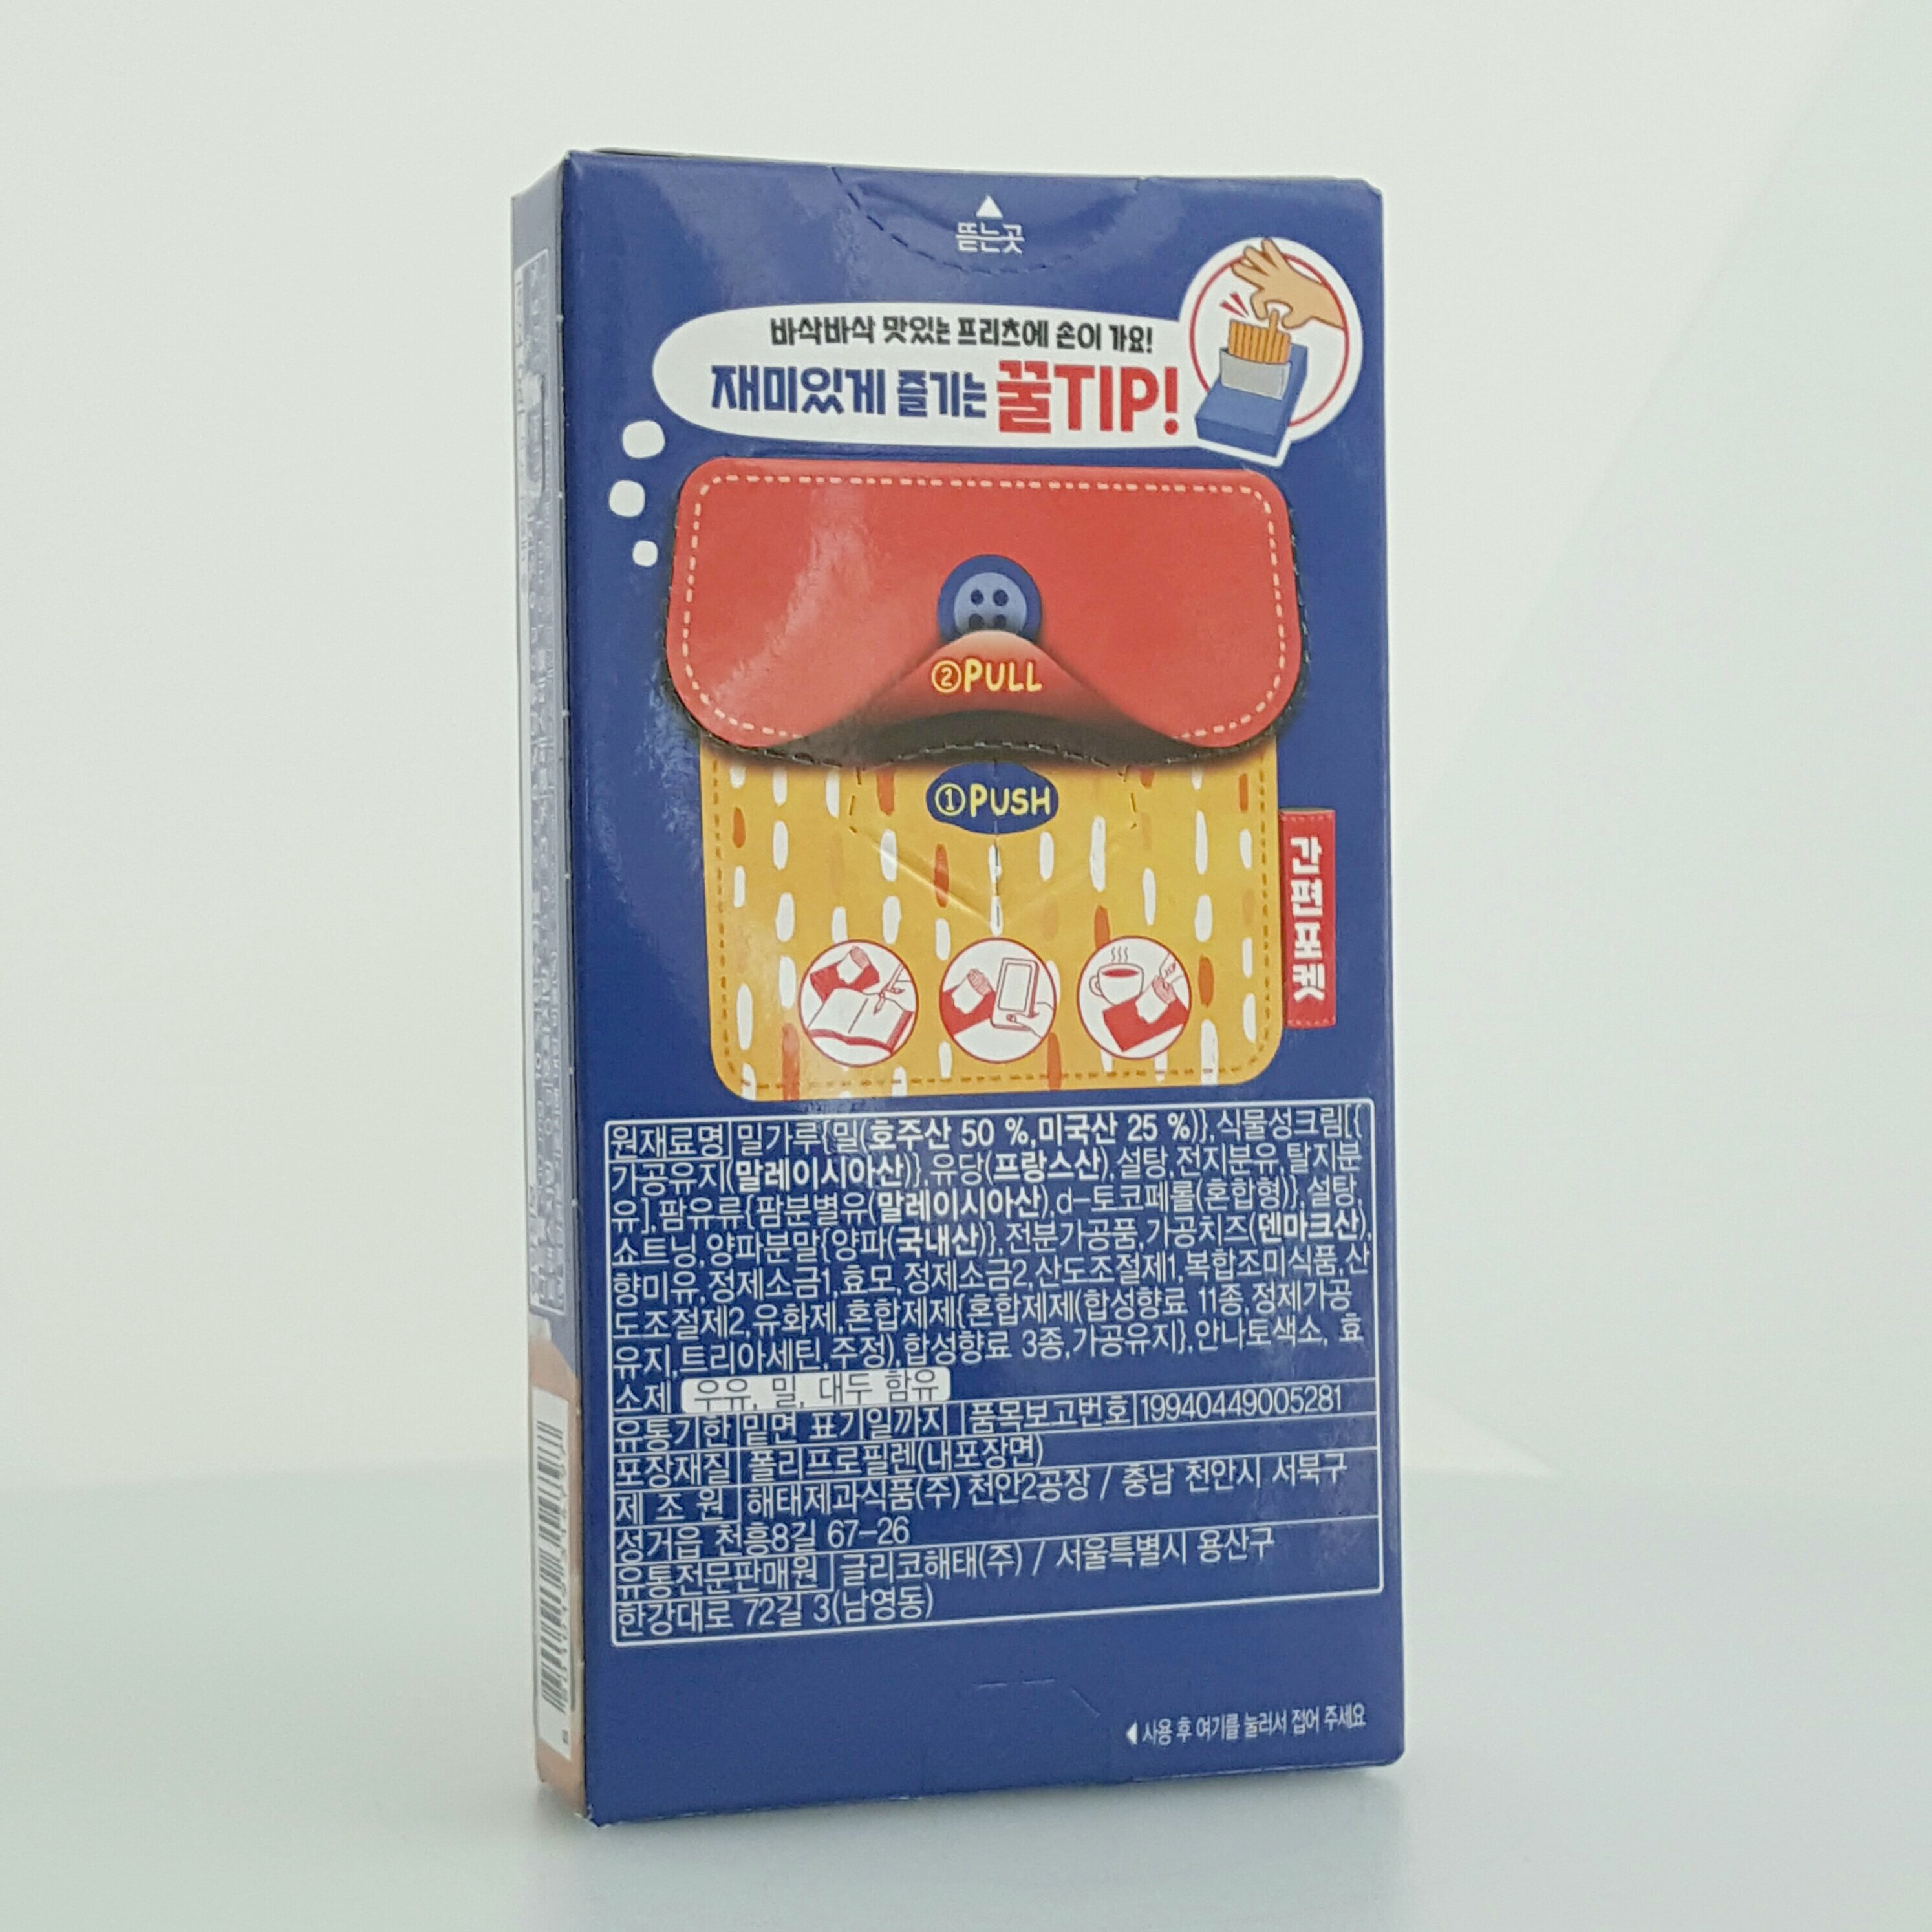 뜯는곳
바삭바삭 맛있는 프리츠에 손이 가요!
재미있게 즐기는 꿀TIP!
②PULL
①PUSH
간편포켓
원재료명 밀가루{밀(호주산 50 %,미국산 25 %)},식물성크림[{
가공유지(말레이시아산)},유당(프랑스산),설탕,전지분유,탈지분
유],팜유류{팜분별유(말레이시아산),d-토코페롤(혼합형)},설탕,
쇼트닝,양파분말{양파(국내산)},전분가공품,가공치즈(덴마크산),
향미유,정제소금1,효모,정제소금2,산도조절제1,복합조미식품,산
도조절제2,유화제,혼합제제{혼합제제(합성향료 11종,정제가공
유지,트리아세틴,주정),합성향료 3종,가공유지},안나토색소, 효
소제 우유, 밀, 대두 함유
유통기한 밑면 표기일까지 품목보고번호 19940449005281
포장재질 폴리프로필렌(내포장면)
제 조 원 해태제과식품(주) 천안2공장 / 충남 천안시 서북구
성거읍 천흥8길 67-26
유통전문판매원 글리코해태(주) / 서울특별시 용산구
한강대로 72길 3(남영동)
◀사용 후 여기를 눌러서 접어 주세요